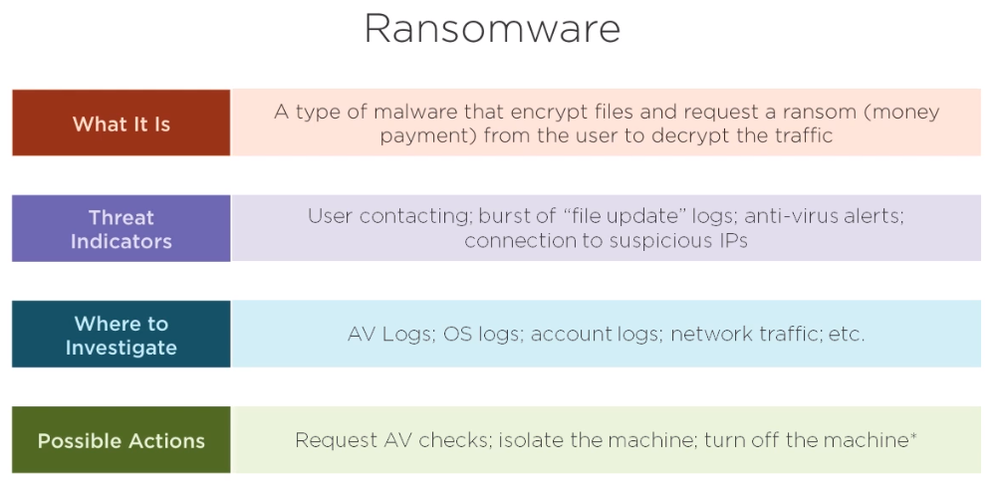 Ransomware
What It Is
A type of malware that encrypt files and request a ransom (money
payment) from the user to decrypt the traffic
Threat
Indicators
User contacting; burst of “file update” logs; anti-virus alerts;
connection to suspicious IPs
Where to
Investigate
AV Logs; OS logs; account logs; network traffic; etc.
Possible Actions
Request AV checks; isolate the machine; turn off the machine*